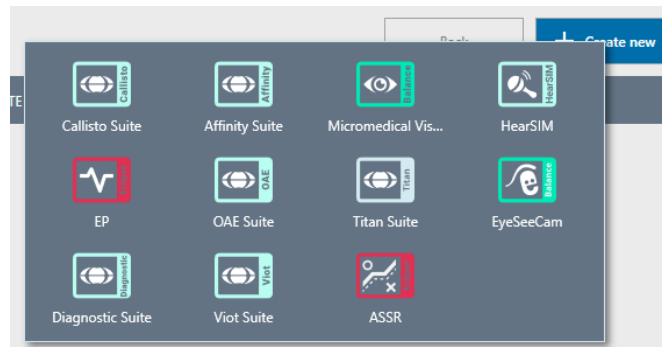 Create new
TE
Callisto
Affinity
Balance
HearSIM
Callisto Suite
Affinity Suite
Micromedical Vis...
HearSIM
OAE
Titan
Balance
EP
OAE Suite
Titan Suite
EyeSeeCam
Diagnostic
Viot
Diagnostic Suite
Viot Suite
ASSR